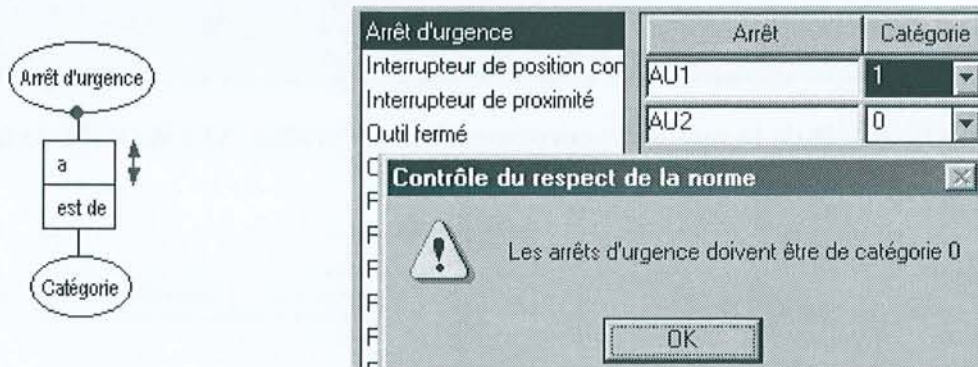 Arrêt d'urgence
a
est de
Catégorie
Arrêt d'urgence
Interrupteur de position
Interrupteur de proximité
Outil fermé
Arrêt Catégorie
AU1 1
AU2 0
Contrôle du respect de la norme
Les arrêts d'urgence doivent être de catégorie 0
OK